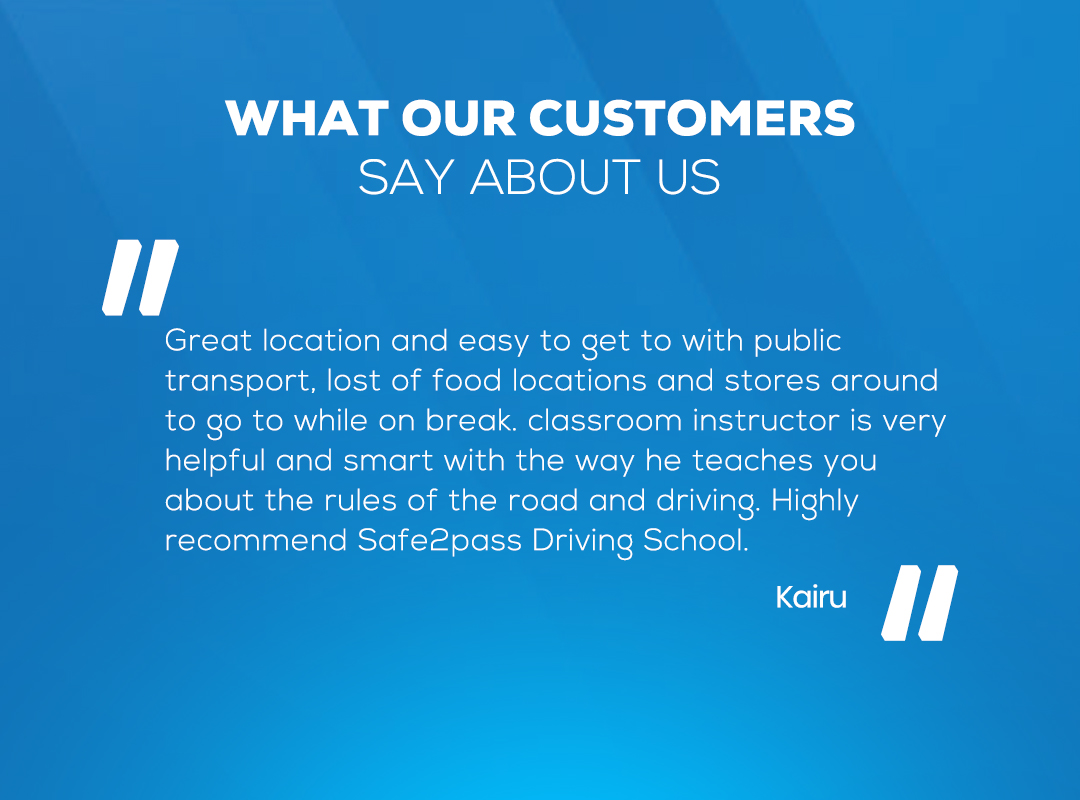 WHAT OUR CUSTOMERS
SAY ABOUT US
"
Great location and easy to get to with public
transport, lost of food locations and stores around
to go to while on break. classroom instructor is very
helpful and smart with the way he teaches you
about the rules of the road and driving. Highly
recommend Safe2pass Driving School.
Kairu "